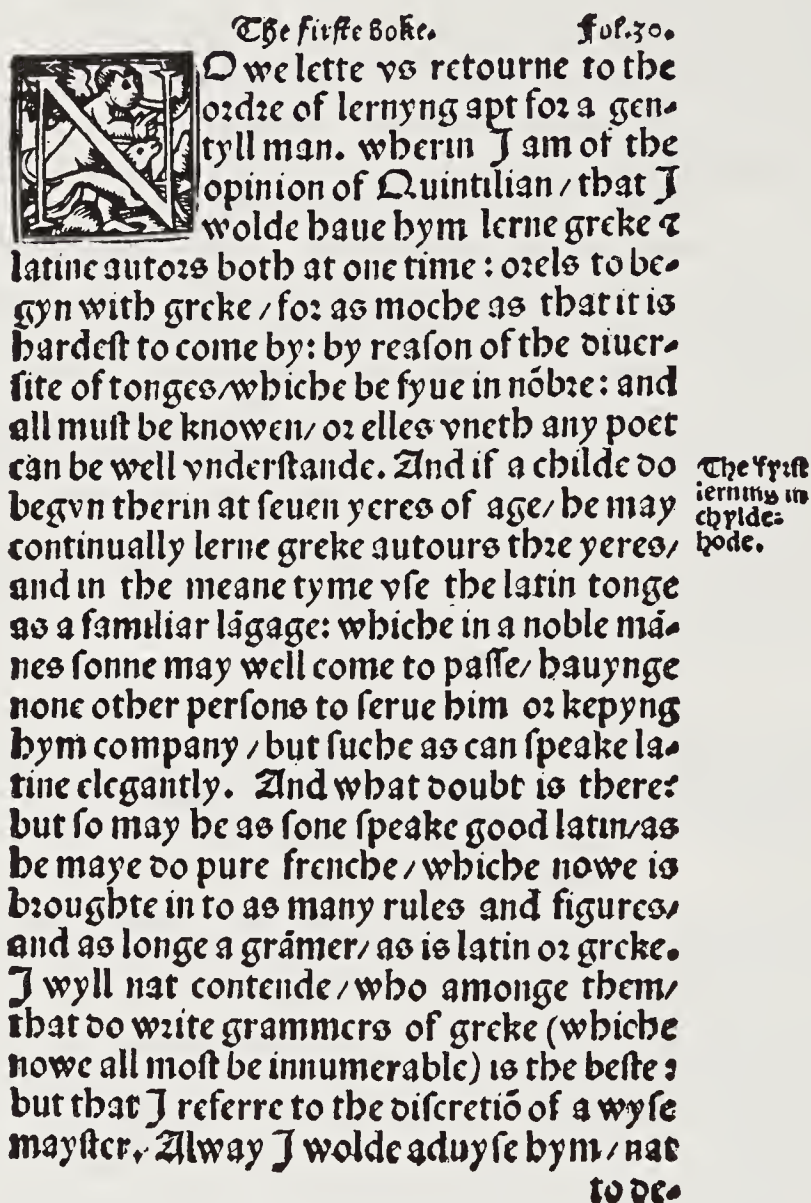 The firſte boke. fol.30.
NOwe lette vs retourne to the
ordre of lernyng apt for a gen-
tyll man. wherin I am of the
opinion of Quintilian / that I
wolde haue hym lerne greke ⁊
latine autors both at one time : orels to be-
gyn with greke / for as moche as that it is
hardeſt to come by: by reaſon of the diuer-
ſite of tonges/whiche be fyue in nõbre: and
all muſt be knowen/ or elles vneth any poet
can be well vnderſtande. And if a childe do
begyn therin at ſeuen yeres of age/ he may
continually lerne greke autours thre yeres/
and in the meane tyme vſe the latin tonge
as a familiar lãgage: whiche in a noble mã-
nes ſonne may well come to paſſe/ hauynge
none other perſons to ſerue him or kepyng
hym company / but ſuche as can ſpeake la-
tine elegantly. And what doubt is there?
but ſo may he as ſone ſpeake good latin/as
he maye do pure frenche / whiche nowe is
broughte in to as many rules and figures/
and as longe a grãmer/ as is latin or greke.
I wyll nat contende / who amonge them/
that do write grammers of greke (whiche
nowe all moſt be innumerable) is the beſte :
but that I referre to the diſcretiõ of a wyſe
mayſter. Alway I wolde aduyſe hym / nat
to de-
The fyrſt
lerning in
chylde-
hode.